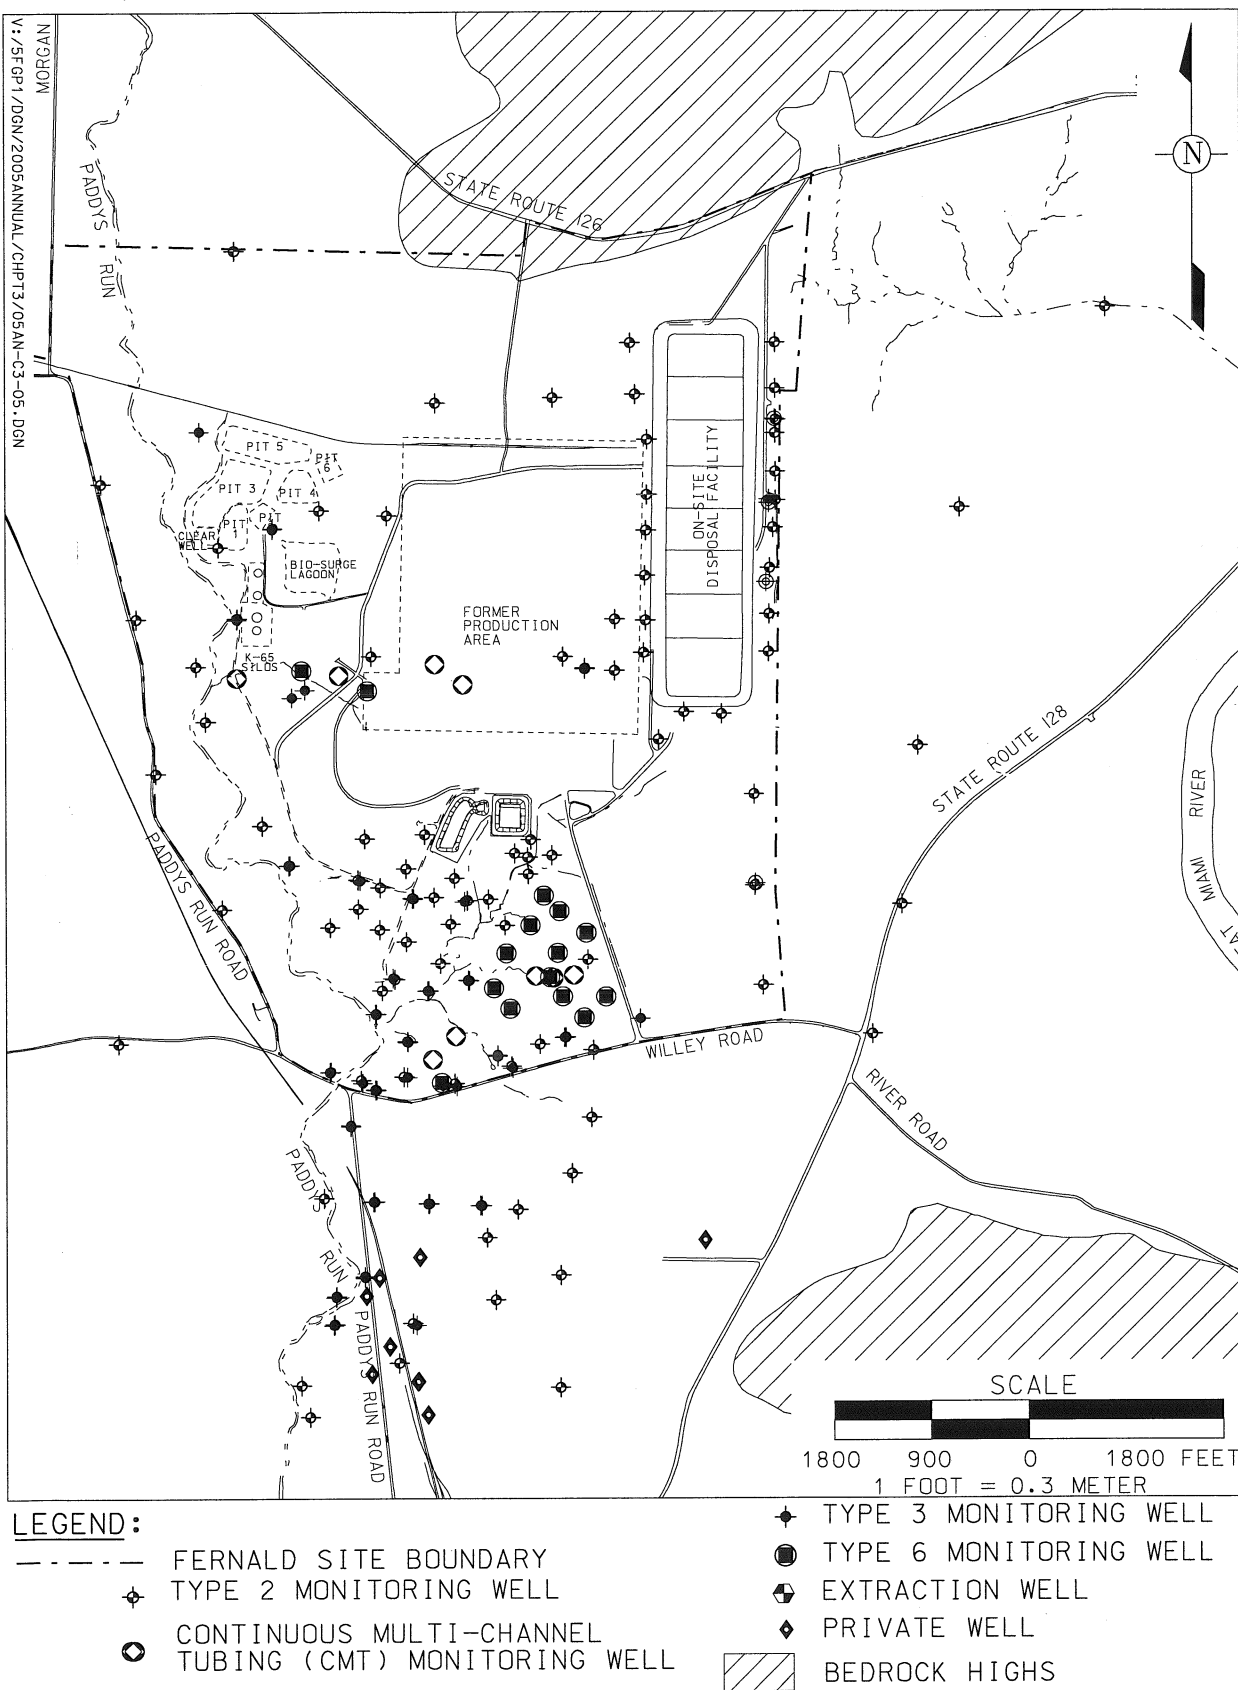 V:/5FGP1/DGN/2005ANNUAL/CHPT3/05AN-C3-05.DGN
MORGAN
PADDYS RUN
STATE ROUTE 126
N
PIT 5
PIT
6
PIT 3
PIT 4
PIT
1
PIT
CLEAR
WELL
BIO-SURGE
LAGOON
K-65
SILOS
FORMER
PRODUCTION
AREA
ON-SITE
DISPOSAL FACILITY
STATE ROUTE 128
MIAMI RIVER
PADDYS RUN ROAD
WILLEY ROAD
RIVER ROAD
PADDYS
RUN
PADDYS RUN ROAD
SCALE
1800 900 0 1800 FEET
1 FOOT = 0.3 METER
LEGEND:
FERNALD SITE BOUNDARY
TYPE 2 MONITORING WELL
CONTINUOUS MULTI-CHANNEL
TUBING (CMT) MONITORING WELL
TYPE 3 MONITORING WELL
TYPE 6 MONITORING WELL
EXTRACTION WELL
PRIVATE WELL
BEDROCK HIGHS